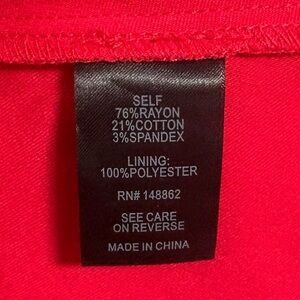 SELF
76%RAYON
21%COTTON
3%SPANDEX
LINING:
100%POLYESTER
RN# 148862
SEE CARE
ON REVERSE
MADE IN CHINA